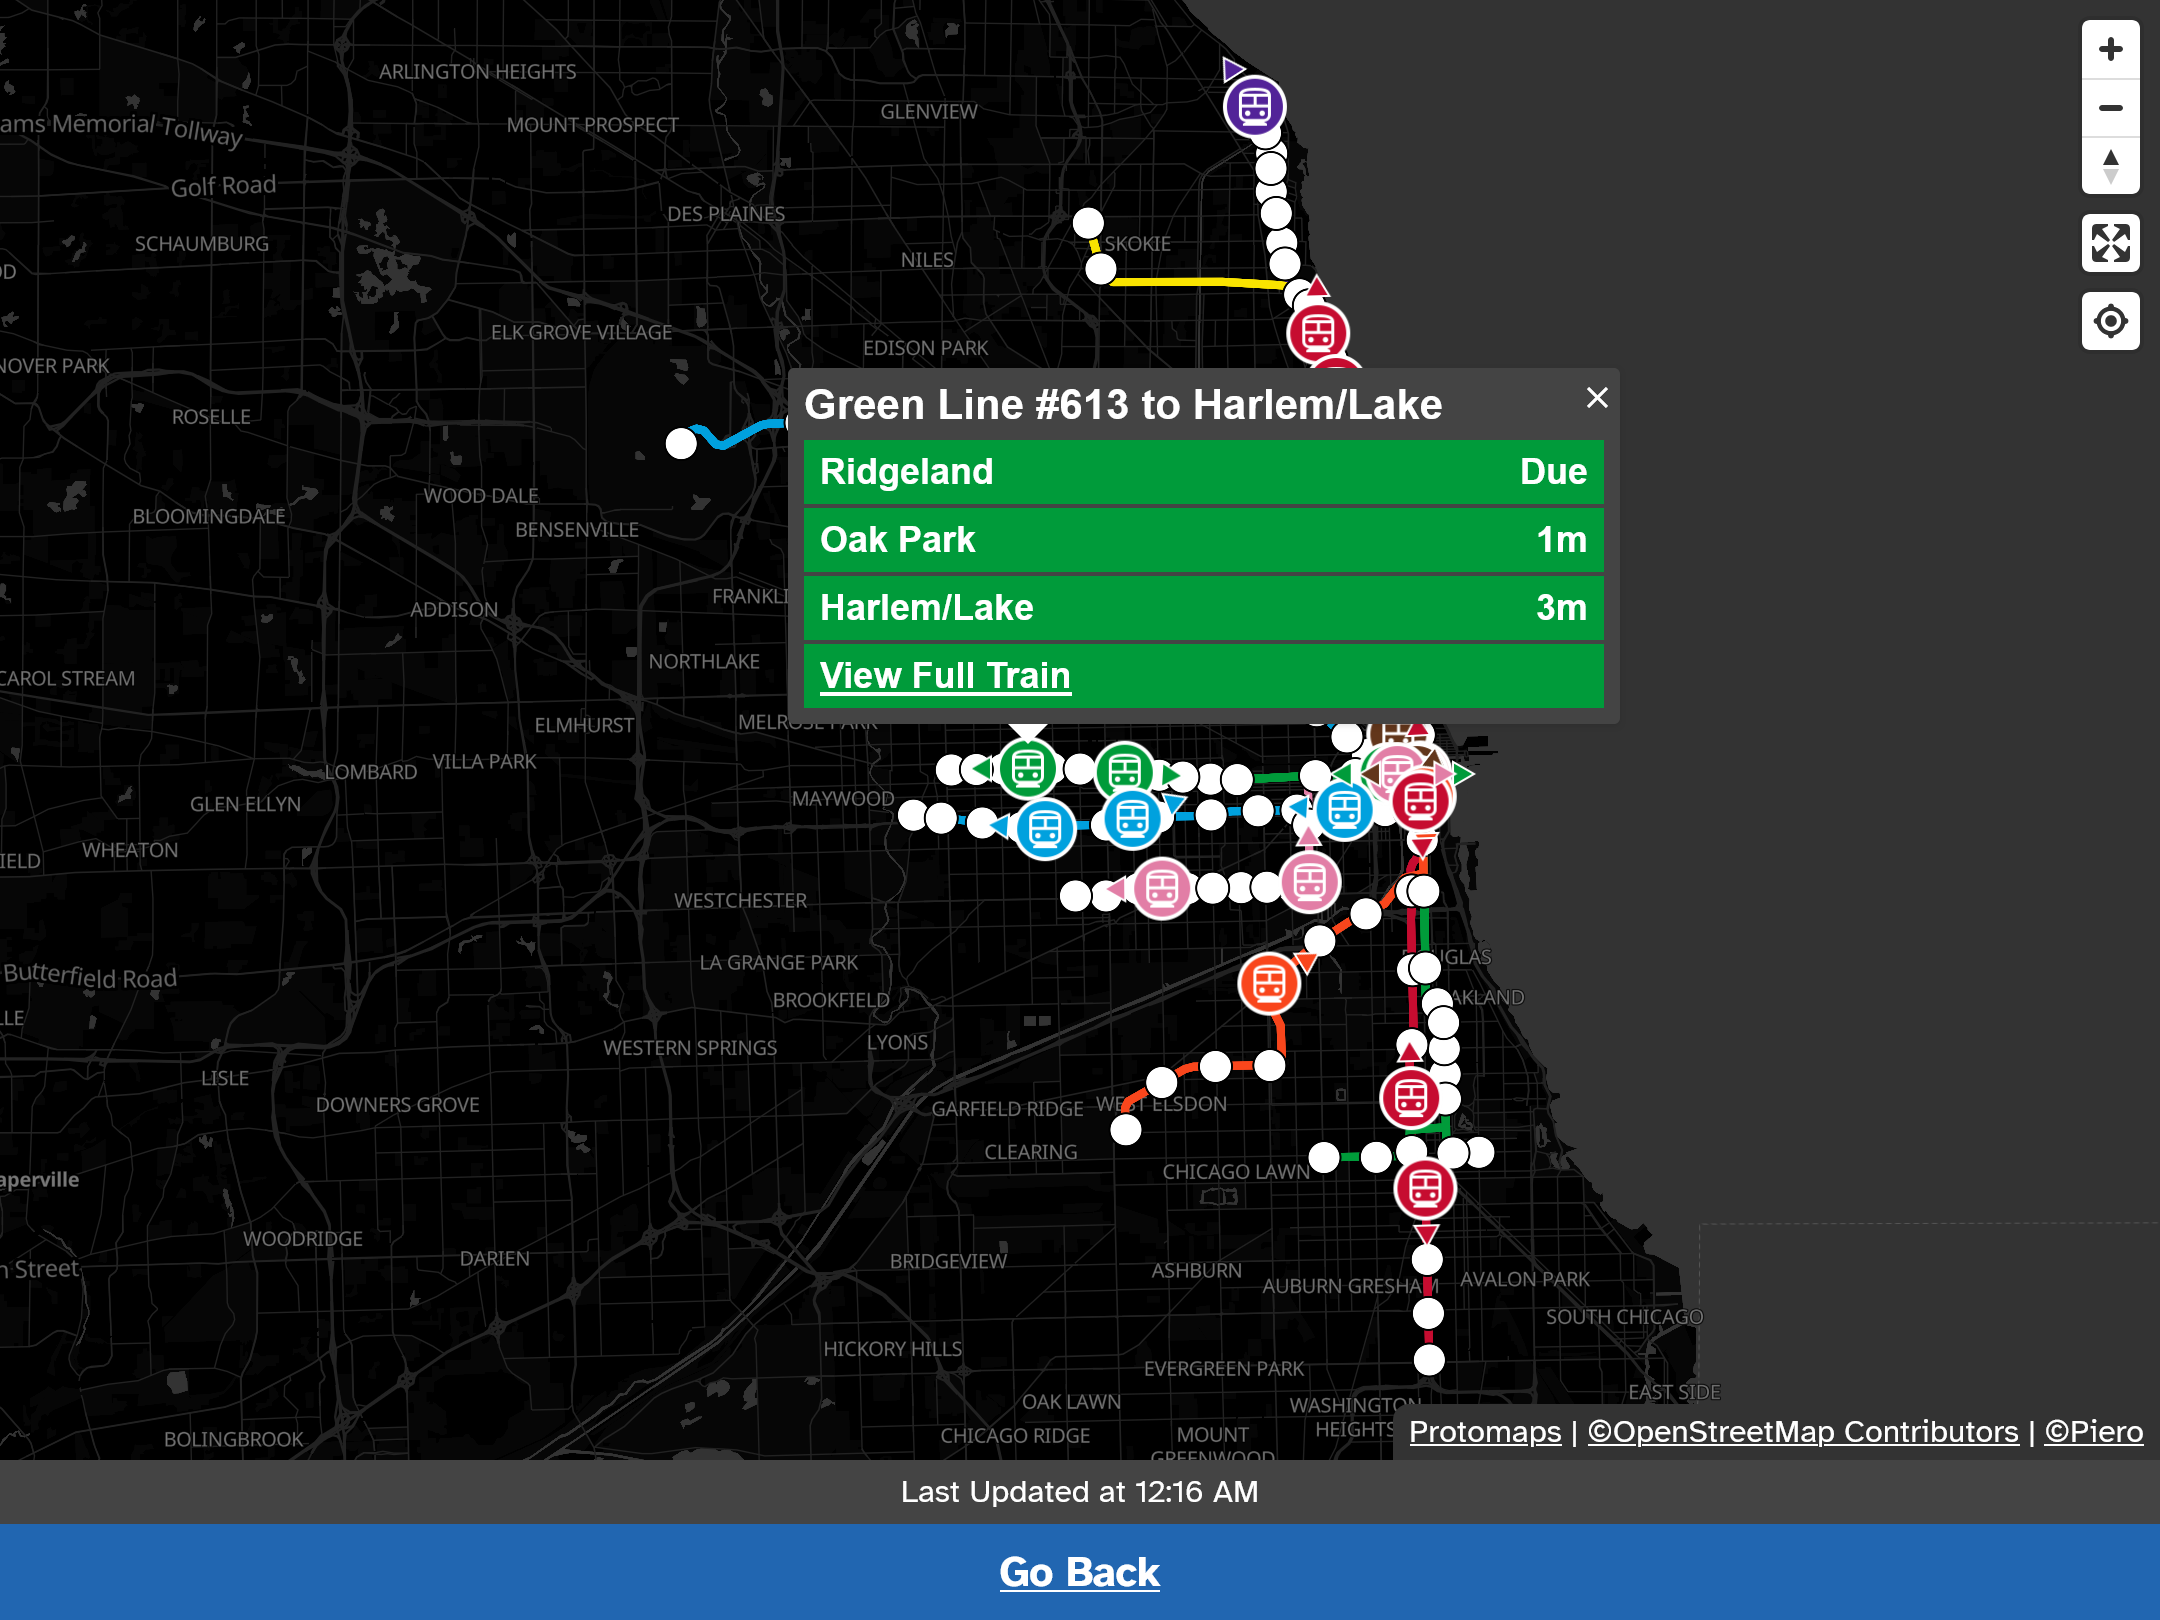 ARLINGTON HEIGHTS
GLENVIEW
ams Memorial Tollway
MOUNT PROSPECT
Golf Road
DES PLAINES
SCHAUMBURG
SKOKIE
NILES
ELK GROVE VILLAGE
EDISON PARK
NOVER PARK
ROSELLE
Green Line #613 to Harlem/Lake
Ridgeland Due
Oak Park 1m
Harlem/Lake 3m
View Full Train
WOOD DALE
BLOOMINGDALE
BENSENVILLE
FRANKLI
ADDISON
NORTHLAKE
CAROL STREAM
ELMHURST
MELROSE PARK
VILLA PARK
LOMBARD
GLEN ELLYN
MAYWOOD
WHEATON
IELD
WESTCHESTER
Butterfield Road
LA GRANGE PARK
UGLAS
BROOKFIELD
AKLAND
LLE
LYONS
WESTERN SPRINGS
LISLE
DOWNERS GROVE
GARFIELD RIDGE
WEST ELSDON
CLEARING
CHICAGO LAWN
aperville
WOODRIDGE
DARIEN
BRIDGEVIEW
ASHBURN
AUBURN GRESHAM
AVALON PARK
n Street
SOUTH CHICAGO
HICKORY HILLS
EVERGREEN PARK
EAST SIDE
OAK LAWN
WASHINGTON
HEIGHTS
CHICAGO RIDGE
MOUNT
GREENWOOD
BOLINGBROOK
Protomaps | ©OpenStreetMap Contributors | ©Piero
Last Updated at 12:16 AM
Go Back